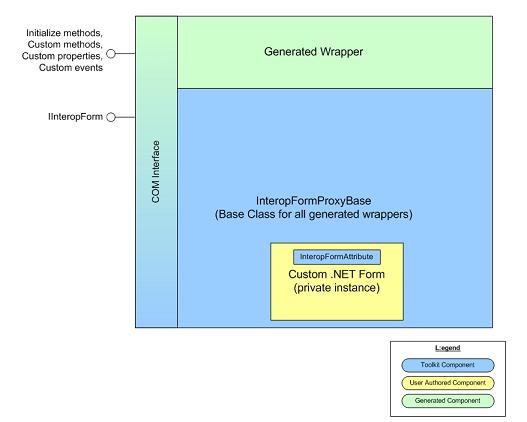 Initialize methods,
Custom methods,
Custom properties,
Custom events
IInteropForm
COM Interface
Generated Wrapper
InteropFormProxyBase
(Base Class for all generated wrappers)
InteropFormAttribute
Custom .NET Form
(private instance)
L:egend
Toolkit Component
User Authored Component
Generated Component